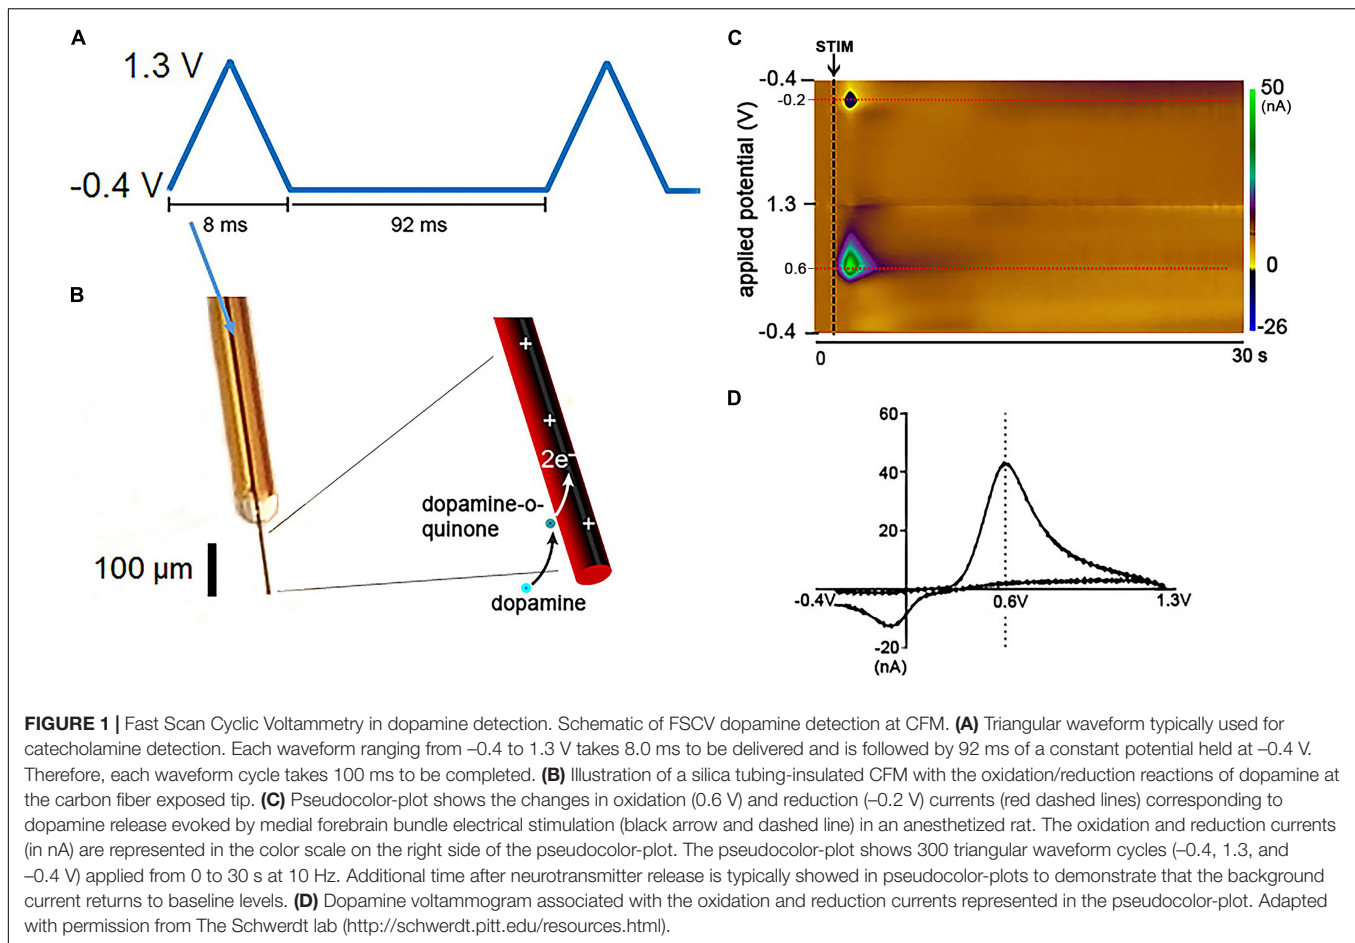 A
1.3 V
-0.4 V
8 ms
92 ms
B
100 µm
+
+
2e⁻
+
dopamine-o-
quinone
dopamine
C
STIM
-0.4
-0.2
1.3
0.6
-0.4
applied potential (V)
0
30 s
50
(nA)
0
-26
D
60
40
20
-0.4V
0.6V
1.3V
-20
(nA)
FIGURE 1 | Fast Scan Cyclic Voltammetry in dopamine detection. Schematic of FSCV dopamine detection at CFM. (A) Triangular waveform typically used for
catecholamine detection. Each waveform ranging from –0.4 to 1.3 V takes 8.0 ms to be delivered and is followed by 92 ms of a constant potential held at –0.4 V.
Therefore, each waveform cycle takes 100 ms to be completed. (B) Illustration of a silica tubing-insulated CFM with the oxidation/reduction reactions of dopamine at
the carbon fiber exposed tip. (C) Pseudocolor-plot shows the changes in oxidation (0.6 V) and reduction (–0.2 V) currents (red dashed lines) corresponding to
dopamine release evoked by medial forebrain bundle electrical stimulation (black arrow and dashed line) in an anesthetized rat. The oxidation and reduction currents
(in nA) are represented in the color scale on the right side of the pseudocolor-plot. The pseudocolor-plot shows 300 triangular waveform cycles (–0.4, 1.3, and
–0.4 V) applied from 0 to 30 s at 10 Hz. Additional time after neurotransmitter release is typically showed in pseudocolor-plots to demonstrate that the background
current returns to baseline levels. (D) Dopamine voltammogram associated with the oxidation and reduction currents represented in the pseudocolor-plot. Adapted
with permission from The Schwerdt lab (http://schwerdt.pitt.edu/resources.html).